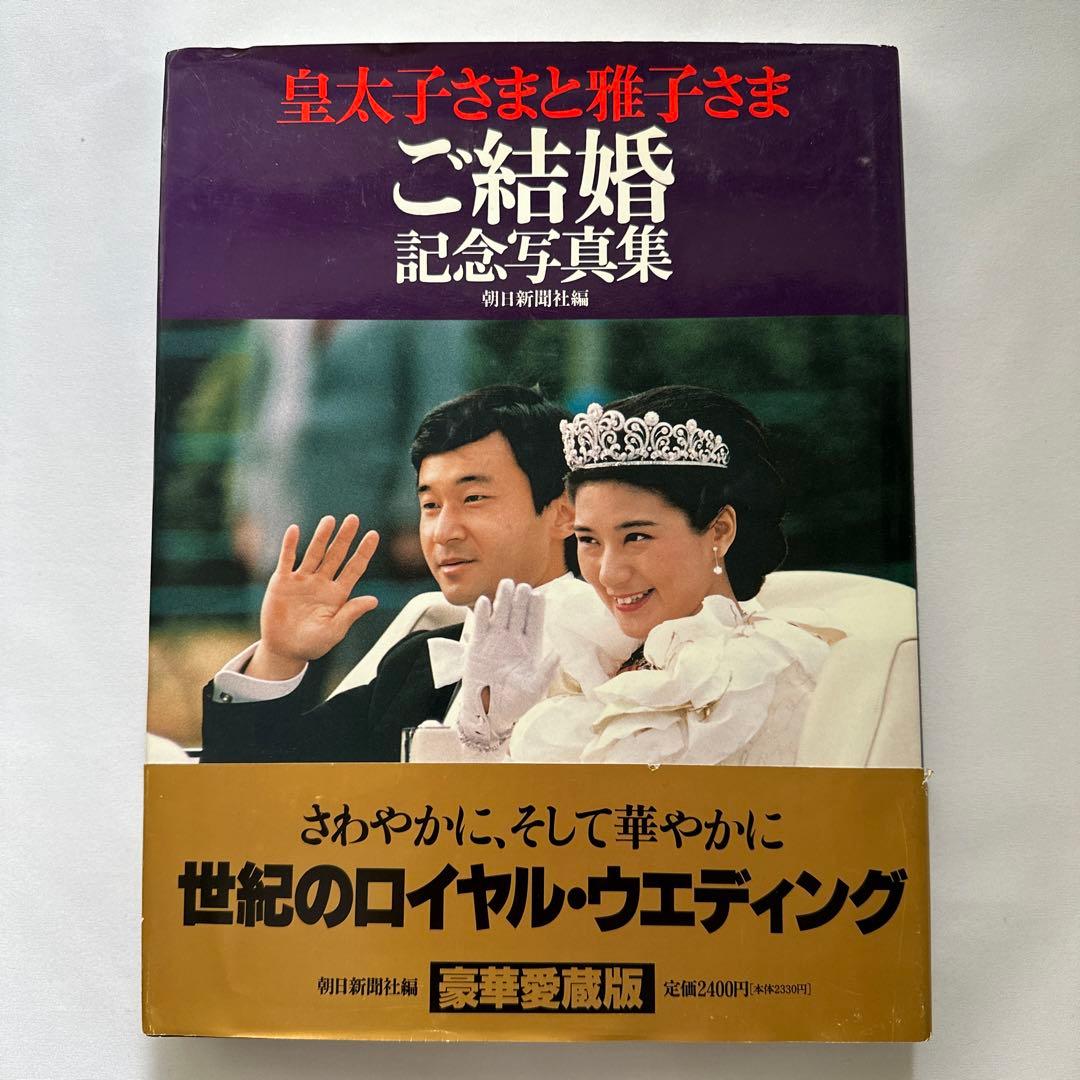 皇太子さまと雅子さま
ご結婚
記念写真集
朝日新聞社編
さわやかに、そして華やかに
世紀のロイヤル・ウエディング
朝日新聞社編 豪華愛蔵版 定価2400円[本体2330円]